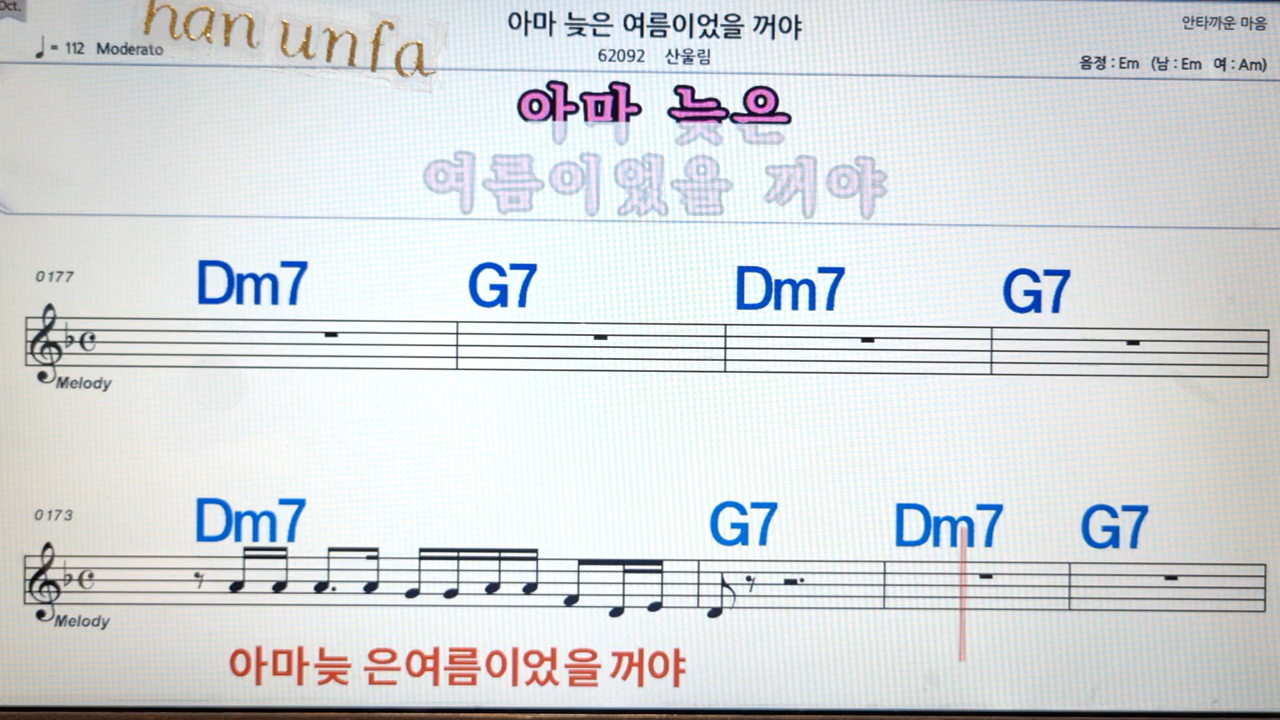 Oct.
han unfa
아마 늦은 여름이었을 꺼야
안타까운 마음
♩= 112 Moderato
62092 산울림
음정 : Em (남 : Em 여 : Am)
아마 늦은
여름이었을 꺼야
0177
Dm7 G7 Dm7 G7
Melody
0173
Dm7 G7 Dm7 G7
Melody
아마늦 은여름이었을 꺼야